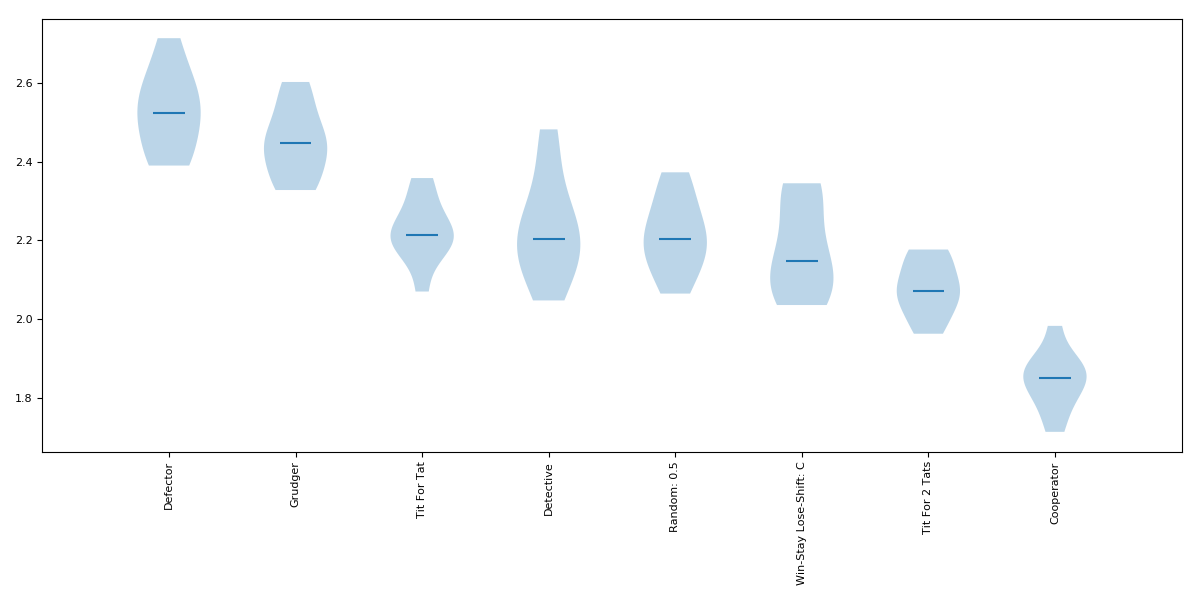 2.6
2.4
2.2
2.0
1.8
Defector
Grudger
Tit For Tat
Detective
Random: 0.5
Win-Stay Lose-Shift: C
Tit For 2 Tats
Cooperator